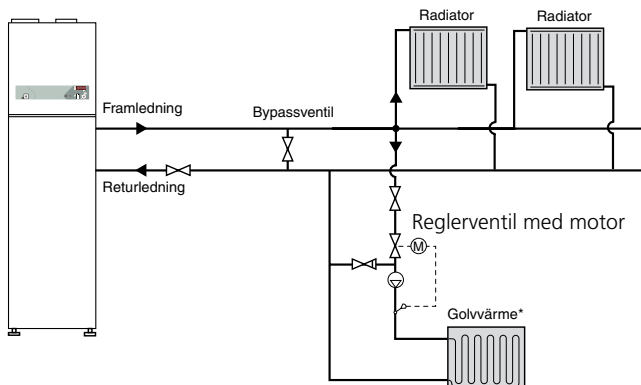 Radiator
Radiator
Framledning
Bypassventil
Returledning
Reglerventil med motor
M
Golvvärme*